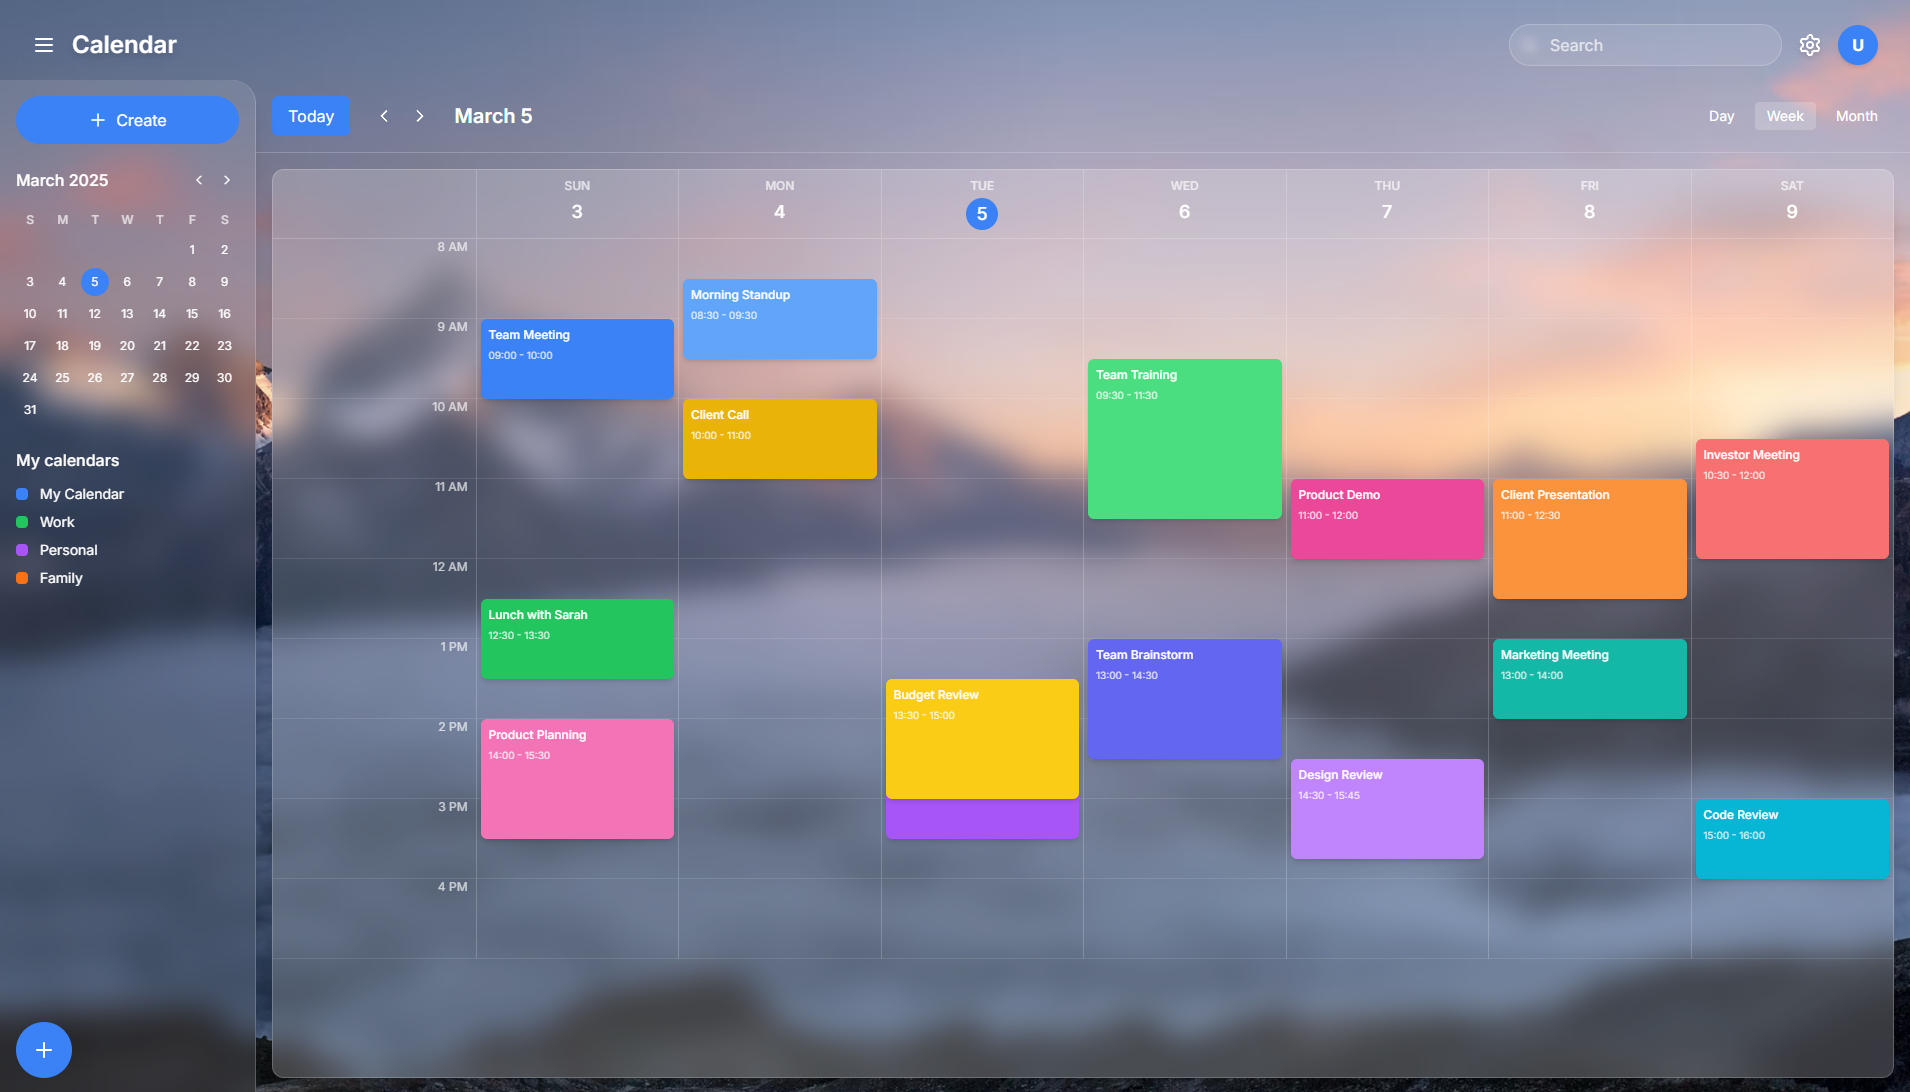 Calendar
Search
U
Create
Today
March 5
Day
Week
Month
March 2025
S M T W T F S
1 2
3 4 5 6 7 8 9
10 11 12 13 14 15 16
17 18 19 20 21 22 23
24 25 26 27 28 29 30
31
My calendars
My Calendar
Work
Personal
Family
SUN MON TUE WED THU FRI SAT
3 4 5 6 7 8 9
8 AM
9 AM
10 AM
11 AM
12 AM
1 PM
2 PM
3 PM
4 PM
Team Meeting
09:00 - 10:00
Lunch with Sarah
12:30 - 13:30
Product Planning
14:00 - 15:30
Morning Standup
08:30 - 09:30
Client Call
10:00 - 11:00
Budget Review
13:30 - 15:00
Team Training
09:30 - 11:30
Team Brainstorm
13:00 - 14:30
Product Demo
11:00 - 12:00
Design Review
14:30 - 15:45
Client Presentation
11:00 - 12:30
Marketing Meeting
13:00 - 14:00
Investor Meeting
10:30 - 12:00
Code Review
15:00 - 16:00